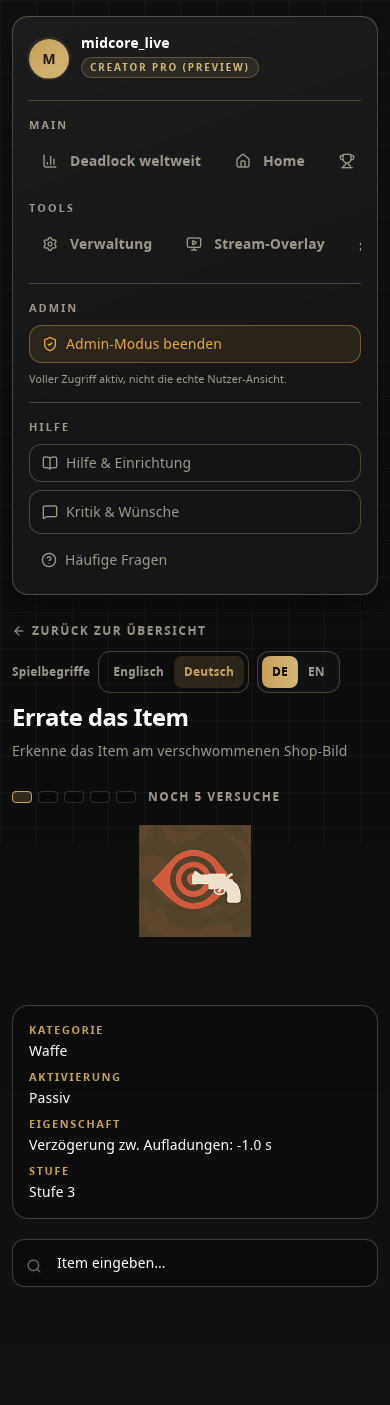 M
midcore_live
CREATOR PRO (PREVIEW)
MAIN
Deadlock weltweit
Home
TOOLS
Verwaltung
Stream-Overlay
ADMIN
Admin-Modus beenden
Voller Zugriff aktiv, nicht die echte Nutzer-Ansicht.
HILFE
Hilfe & Einrichtung
Kritik & Wünsche
Häufige Fragen
ZURÜCK ZUR ÜBERSICHT
Spielbegriffe Englisch Deutsch DE EN
Errate das Item
Erkenne das Item am verschwommenen Shop-Bild
NOCH 5 VERSUCHE
KATEGORIE
Waffe
AKTIVIERUNG
Passiv
EIGENSCHAFT
Verzögerung zw. Aufladungen: -1.0 s
STUFE
Stufe 3
Item eingeben...